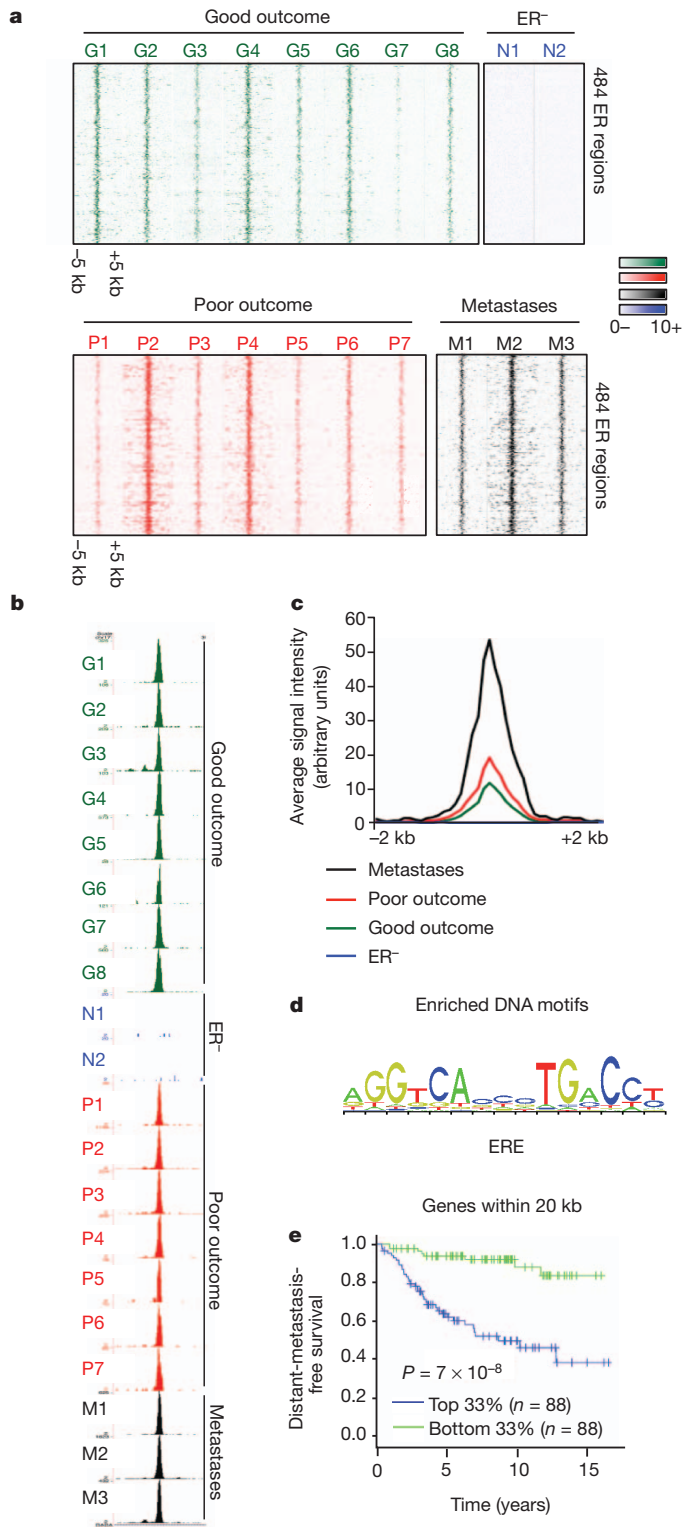 a
Good outcome
ER–
G1 G2 G3 G4 G5 G6 G7 G8
N1 N2
484 ER regions
–5 kb +5 kb
0– 10+
Poor outcome
Metastases
P1 P2 P3 P4 P5 P6 P7
M1 M2 M3
484 ER regions
–5 kb +5 kb
b
G1
G2
G3
G4
G5
G6
G7
G8
Good outcome
N1
N2
ER–
P1
P2
P3
P4
P5
P6
P7
Poor outcome
M1
M2
M3
Metastases
c
Average signal intensity
(arbitrary units)
60
50
40
30
20
10
0
–2 kb +2 kb
Metastases
Poor outcome
Good outcome
ER–
d
Enriched DNA motifs
ERE
Genes within 20 kb
e
Distant-metastasis-
free survival
1.0
0.8
0.6
0.4
0.2
0.0
P = 7 × 10–8
Top 33% (n = 88)
Bottom 33% (n = 88)
0 5 10 15
Time (years)